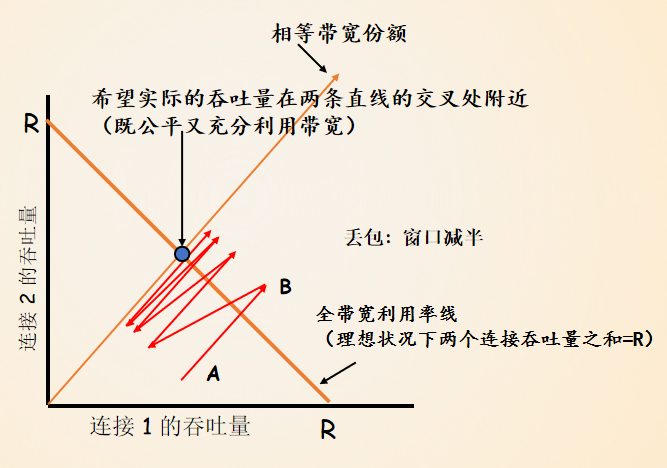 相等带宽份额
希望实际的吞吐量在两条直线的交叉处附近
（既公平又充分利用带宽）
R
连接 2 的吞吐量
丢包：窗口减半
B
全带宽利用率线
（理想状况下两个连接吞吐量之和=R）
A
连接 1 的吞吐量
R